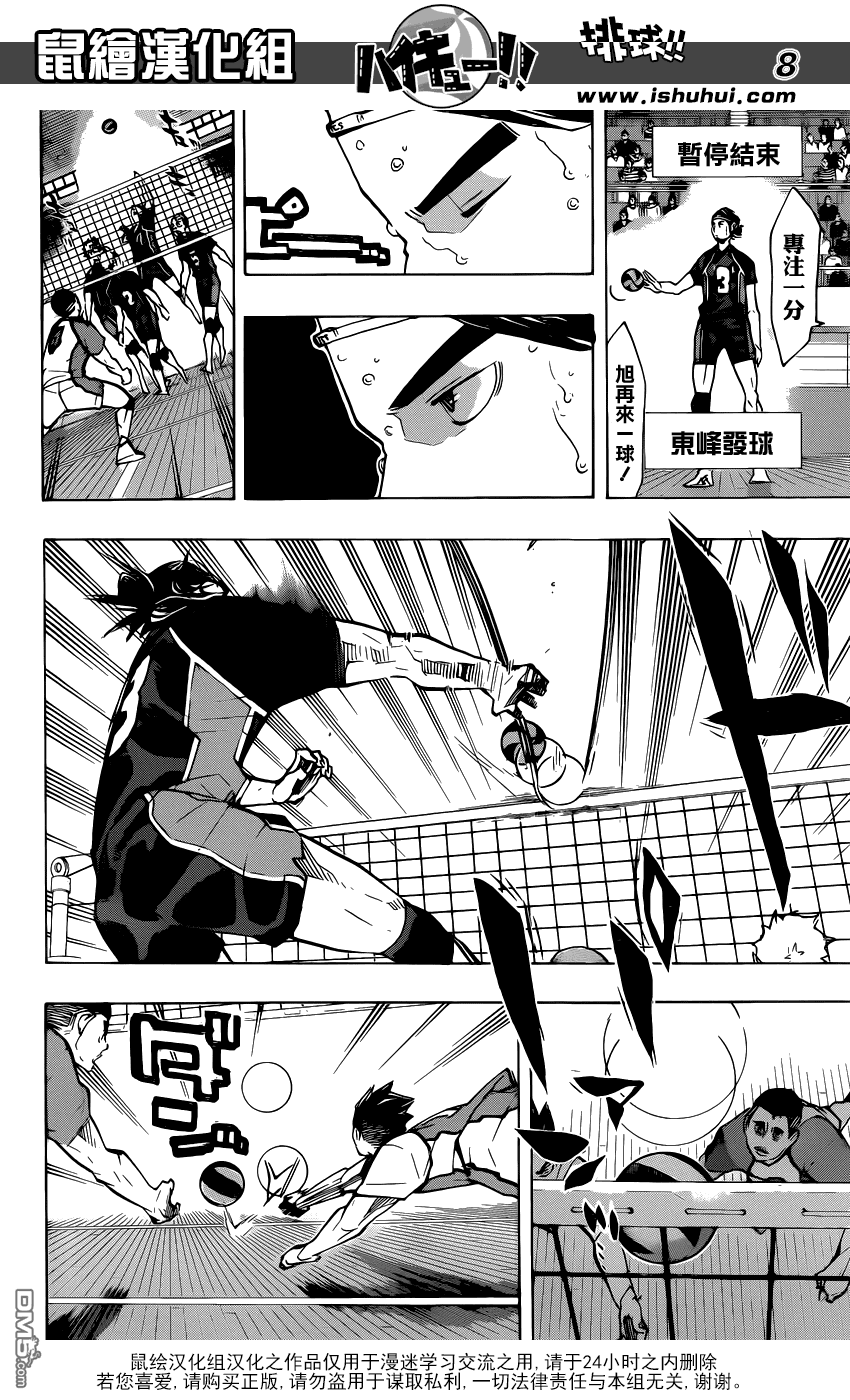 鼠繪漢化組
ハイキュー!!
排球!!
8
www.ishuhui.com
暫停結束
專注一分
旭再來一球！
東峰發球
鼠绘汉化组汉化之作品仅用于漫迷学习交流之用,请于24小时之内删除
若您喜爱,请购买正版,请勿盗用于谋取私利,一切法律责任与本组无关,谢谢。
DM5.com